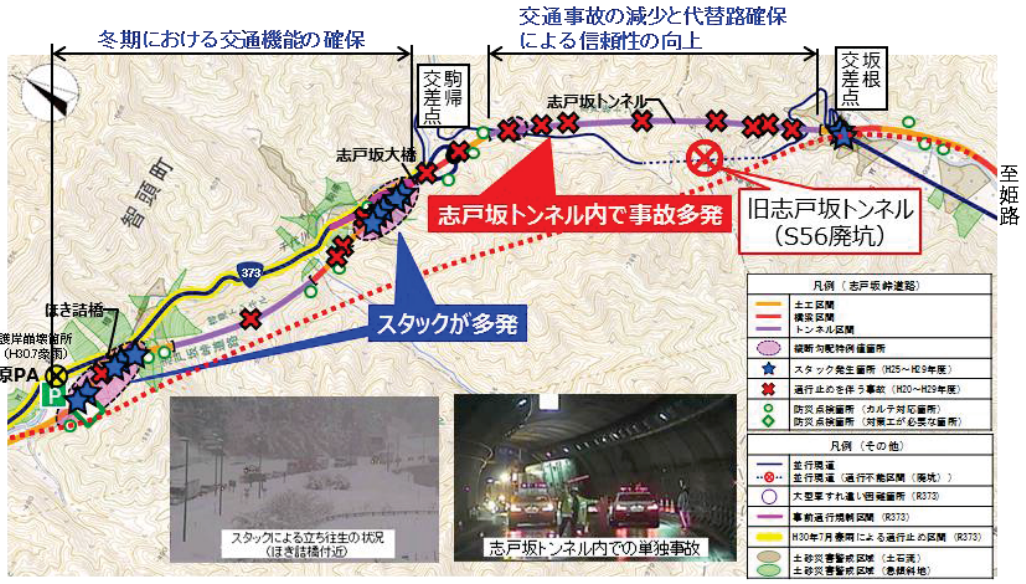 冬期における交通機能の確保
交通事故の減少と代替路確保
による信頼性の向上
駒帰
交差点
坂根
交差点
志戸坂トンネル
志戸坂大橋
智頭町
千代川
至姫路
志戸坂トンネル内で事故多発
旧志戸坂トンネル
（S56廃坑）
373
スタックが多発
ほき詰橋
護岸崩壊箇所
（H30.7豪雨）
原PA
P
志戸坂峠道路
スタックによる立ち往生の状況
（ほき詰橋付近）
志戸坂トンネル内での単独事故
凡例（志戸坂峠道路）
土工区間
橋梁区間
トンネル区間
縦断勾配特例値箇所
スタック発生箇所（H25～H29年度）
通行止めを伴う事故（H20～H29年度）
防災点検箇所（カルテ対応箇所）
防災点検箇所（対策工が必要な箇所）
凡例（その他）
並行現道
並行現道（通行不能区間（廃坑））
大型車すれ違い困難箇所（R373）
事前通行規制区間（R373）
H30年7月豪雨による通行止め区間（R373）
土砂災害警戒区域（土石流）
土砂災害警戒区域（急傾斜地）